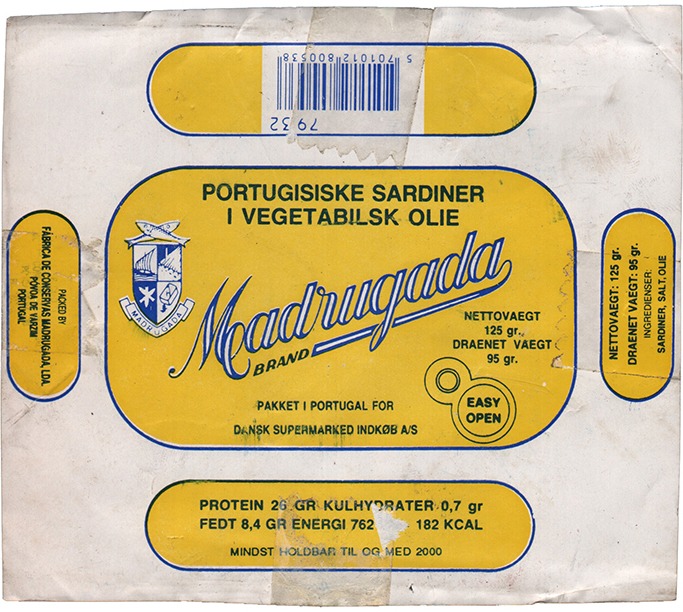 5 701012 800538
79 32
PORTUGISISKE SARDINER
I VEGETABILSK OLIE
MADRUGADA
Madrugada
BRAND
NETTOVAEGT
125 gr.
DRAENET VAEGT
95 gr.
EASY
OPEN
PAKKET I PORTUGAL FOR
DANSK SUPERMARKED INDKØB A/S
PACKED BY
FÁBRICA DE CONSERVAS MADRUGADA, LDA.
PÓVOA DE VARZIM
PORTUGAL
NETTOVAEGT: 125 gr.
DRAENET VAEGT: 95 gr.
INGREDIENSER:
SARDINER, SALT, OLIE
PROTEIN 26 GR KULHYDRATER 0,7 gr
FEDT 8,4 GR ENERGI 762 182 KCAL
MINDST HOLDBAR TIL OG MED 2000